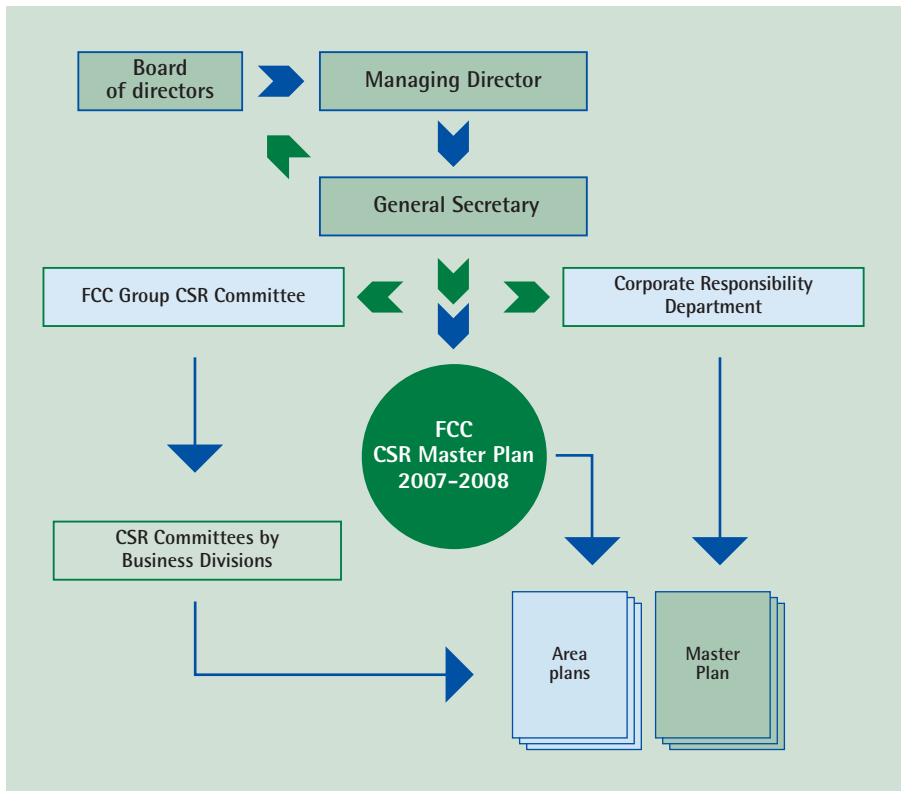 Board
of directors
Managing Director
General Secretary
FCC Group CSR Committee
Corporate Responsibility
Department
FCC
CSR Master Plan
2007-2008
CSR Committees by
Business Divisions
Area
plans
Master
Plan